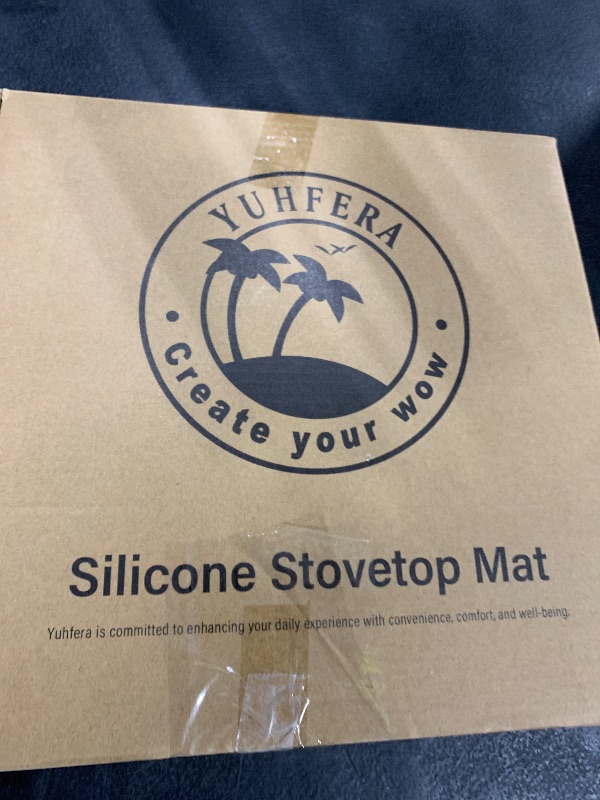 YUHFERA
Create your wow
Silicone Stovetop Mat
Yuhfera is committed to enhancing your daily experience with convenience, comfort, and well-being.